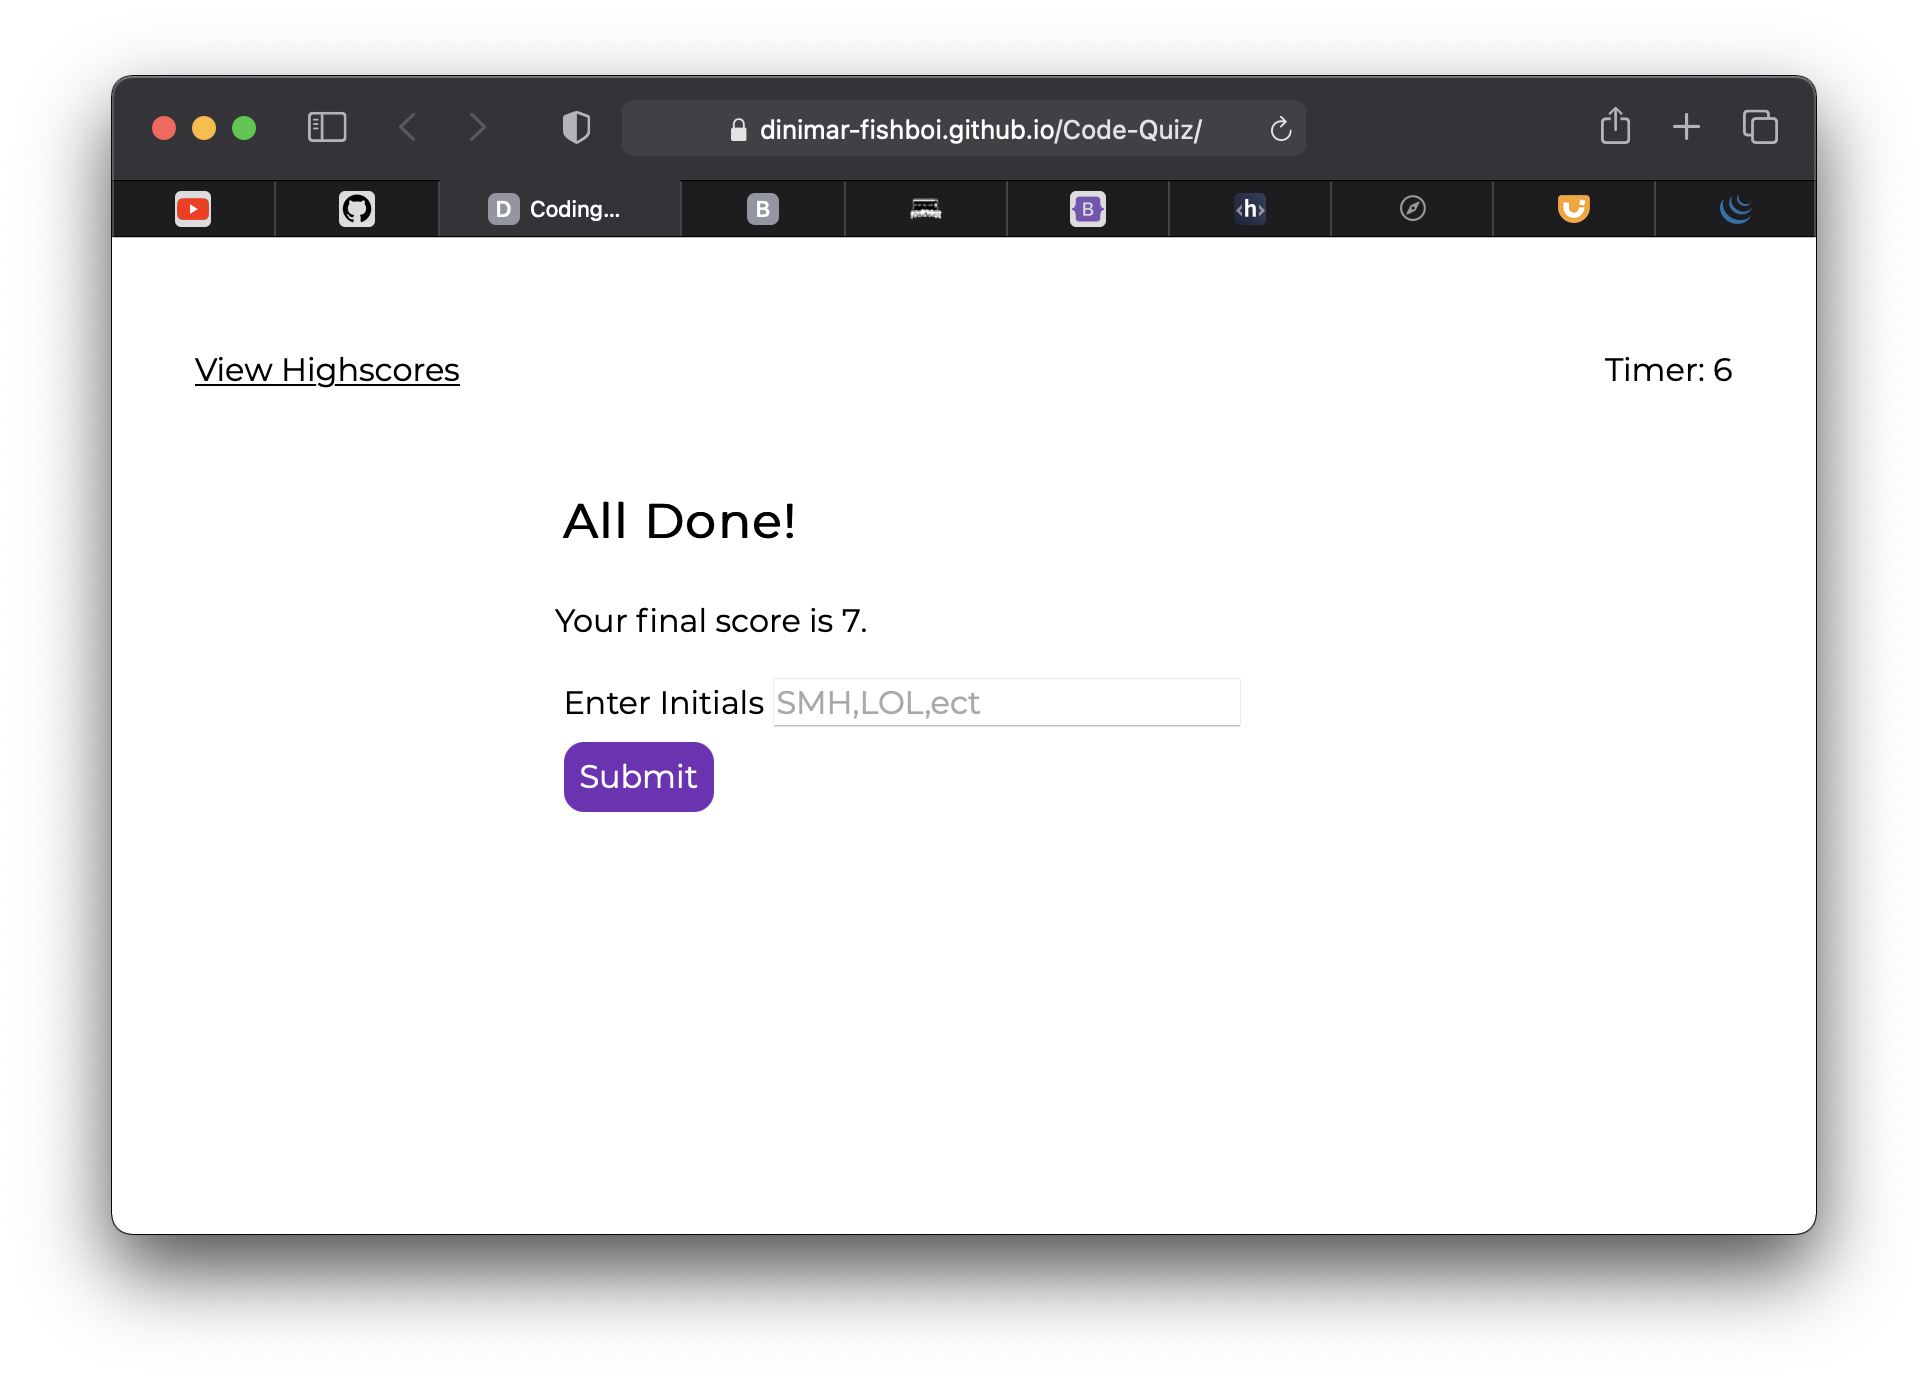 dinimar-fishboi.github.io/Code-Quiz/
D Coding... B B <h>
View Highscores
Timer: 6
All Done!
Your final score is 7.
Enter Initials SMH,LOL,ect
Submit